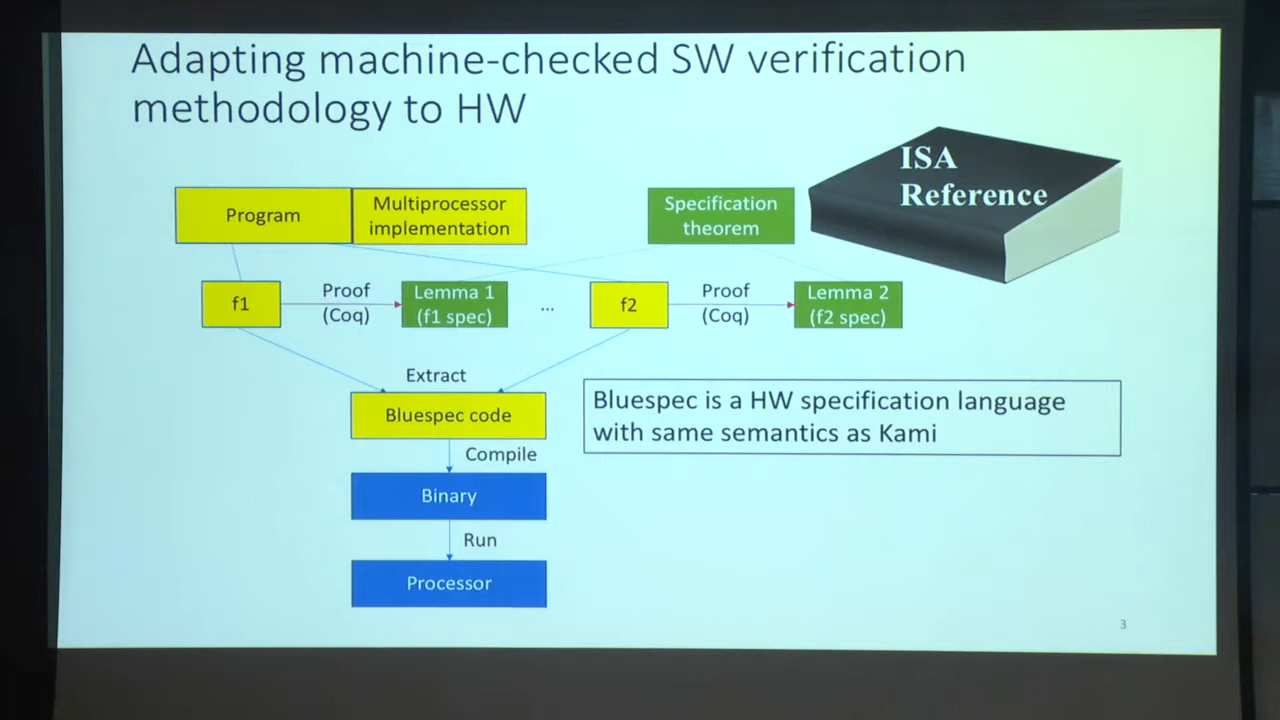 Adapting machine-checked SW verification
methodology to HW
ISA
Reference
Program
Multiprocessor
implementation
Specification
theorem
f1
Proof
(Coq)
Lemma 1
(f1 spec)
...
f2
Proof
(Coq)
Lemma 2
(f2 spec)
Extract
Bluespec code
Bluespec is a HW specification language
with same semantics as Kami
Compile
Binary
Run
Processor
3